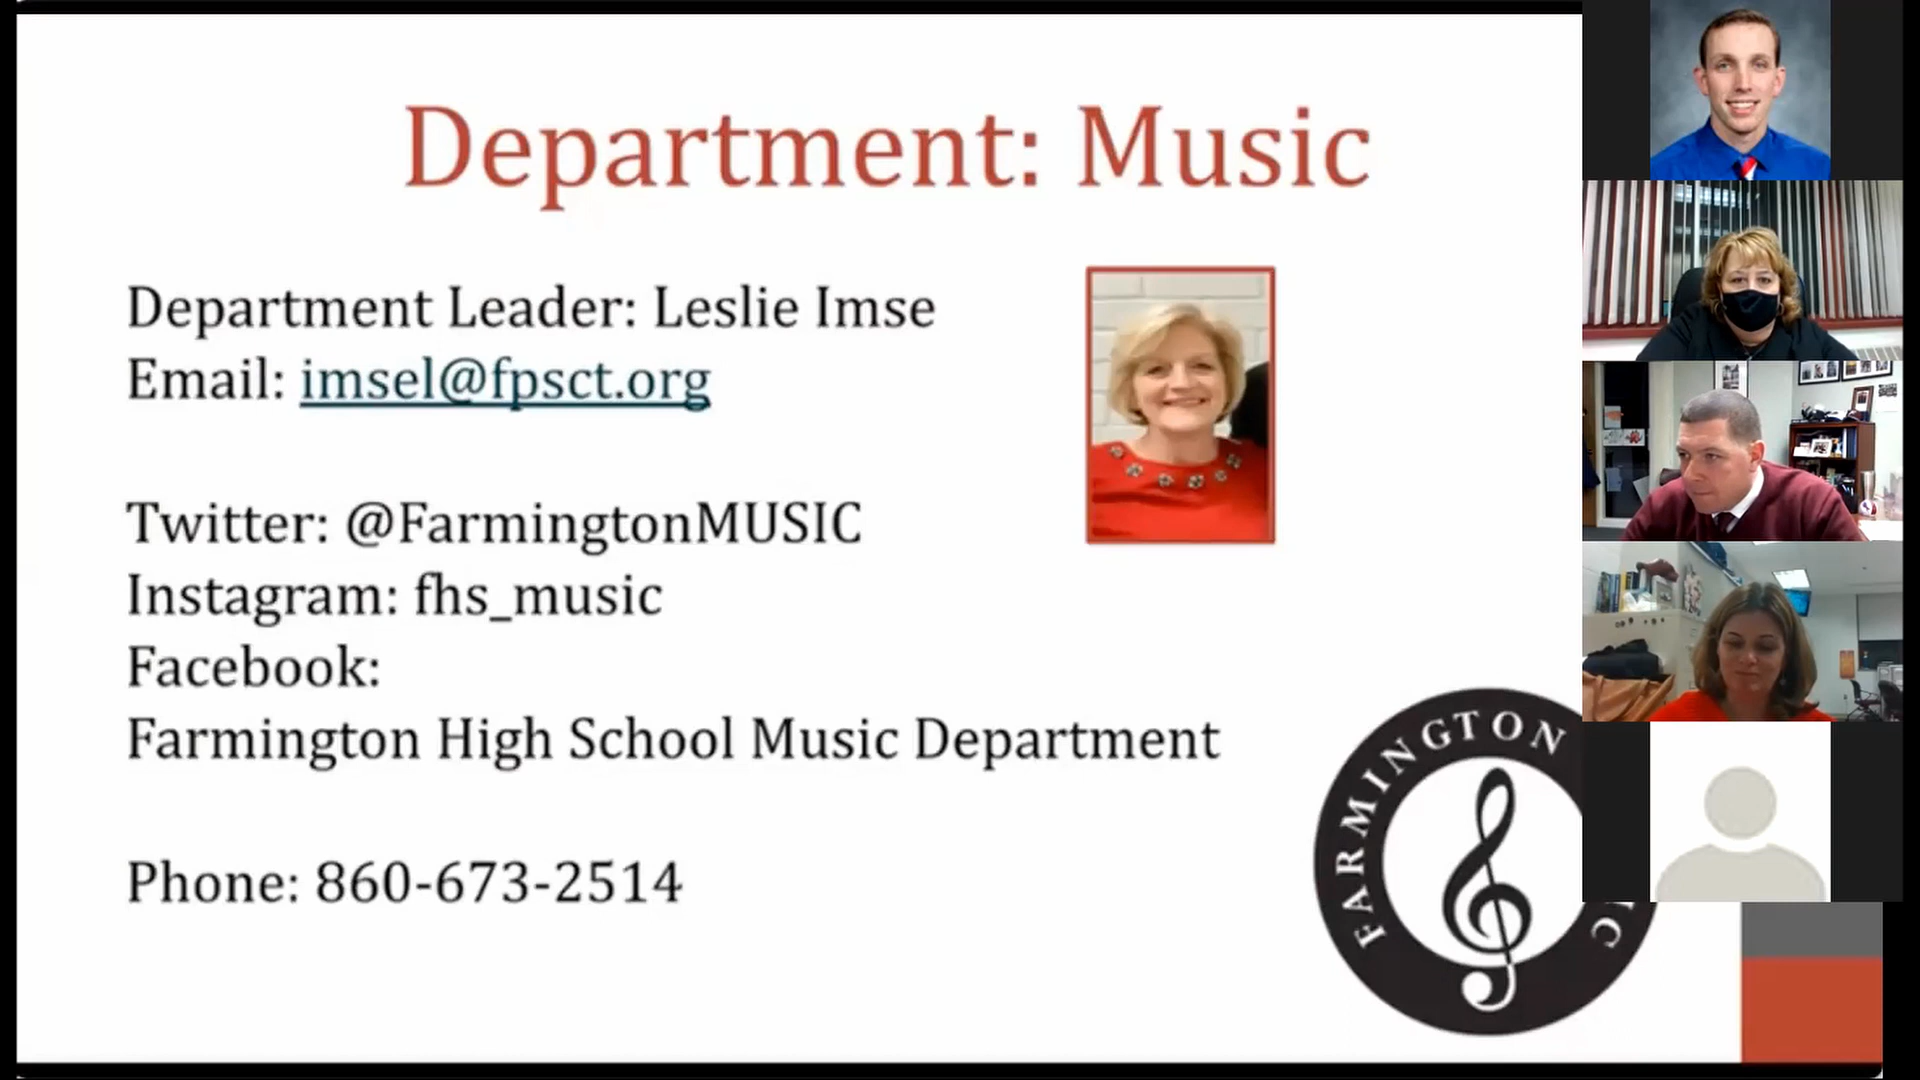 Department: Music
Department Leader: Leslie Imse
Email: imsel@fpsct.org
Twitter: @FarmingtonMUSIC
Instagram: fhs_music
Facebook:
Farmington High School Music Department
Phone: 860-673-2514
FARMINGTON
IC